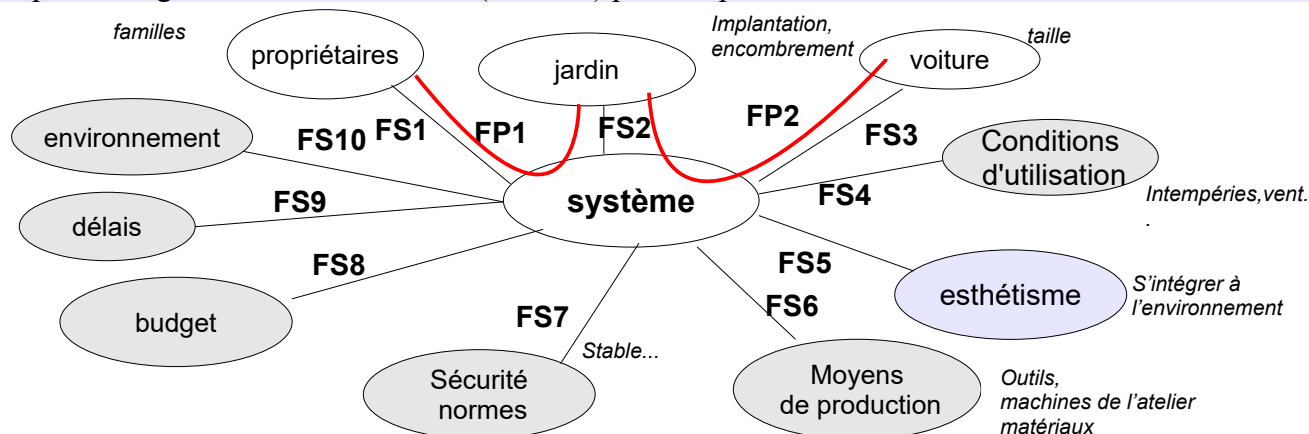 familles
propriétaires
jardin
Implantation,
encombrement
voiture
taille
environnement
FS10
FS1
FP1
FS2
FP2
FS3
Conditions
d'utilisation
Intempéries,vent.
.
système
FS4
FS9
délais
FS8
budget
FS5
esthétisme
S'intégrer à
l'environnement
FS6
FS7
Stable...
Sécurité
normes
Moyens
de production
Outils,
machines de l'atelier
matériaux